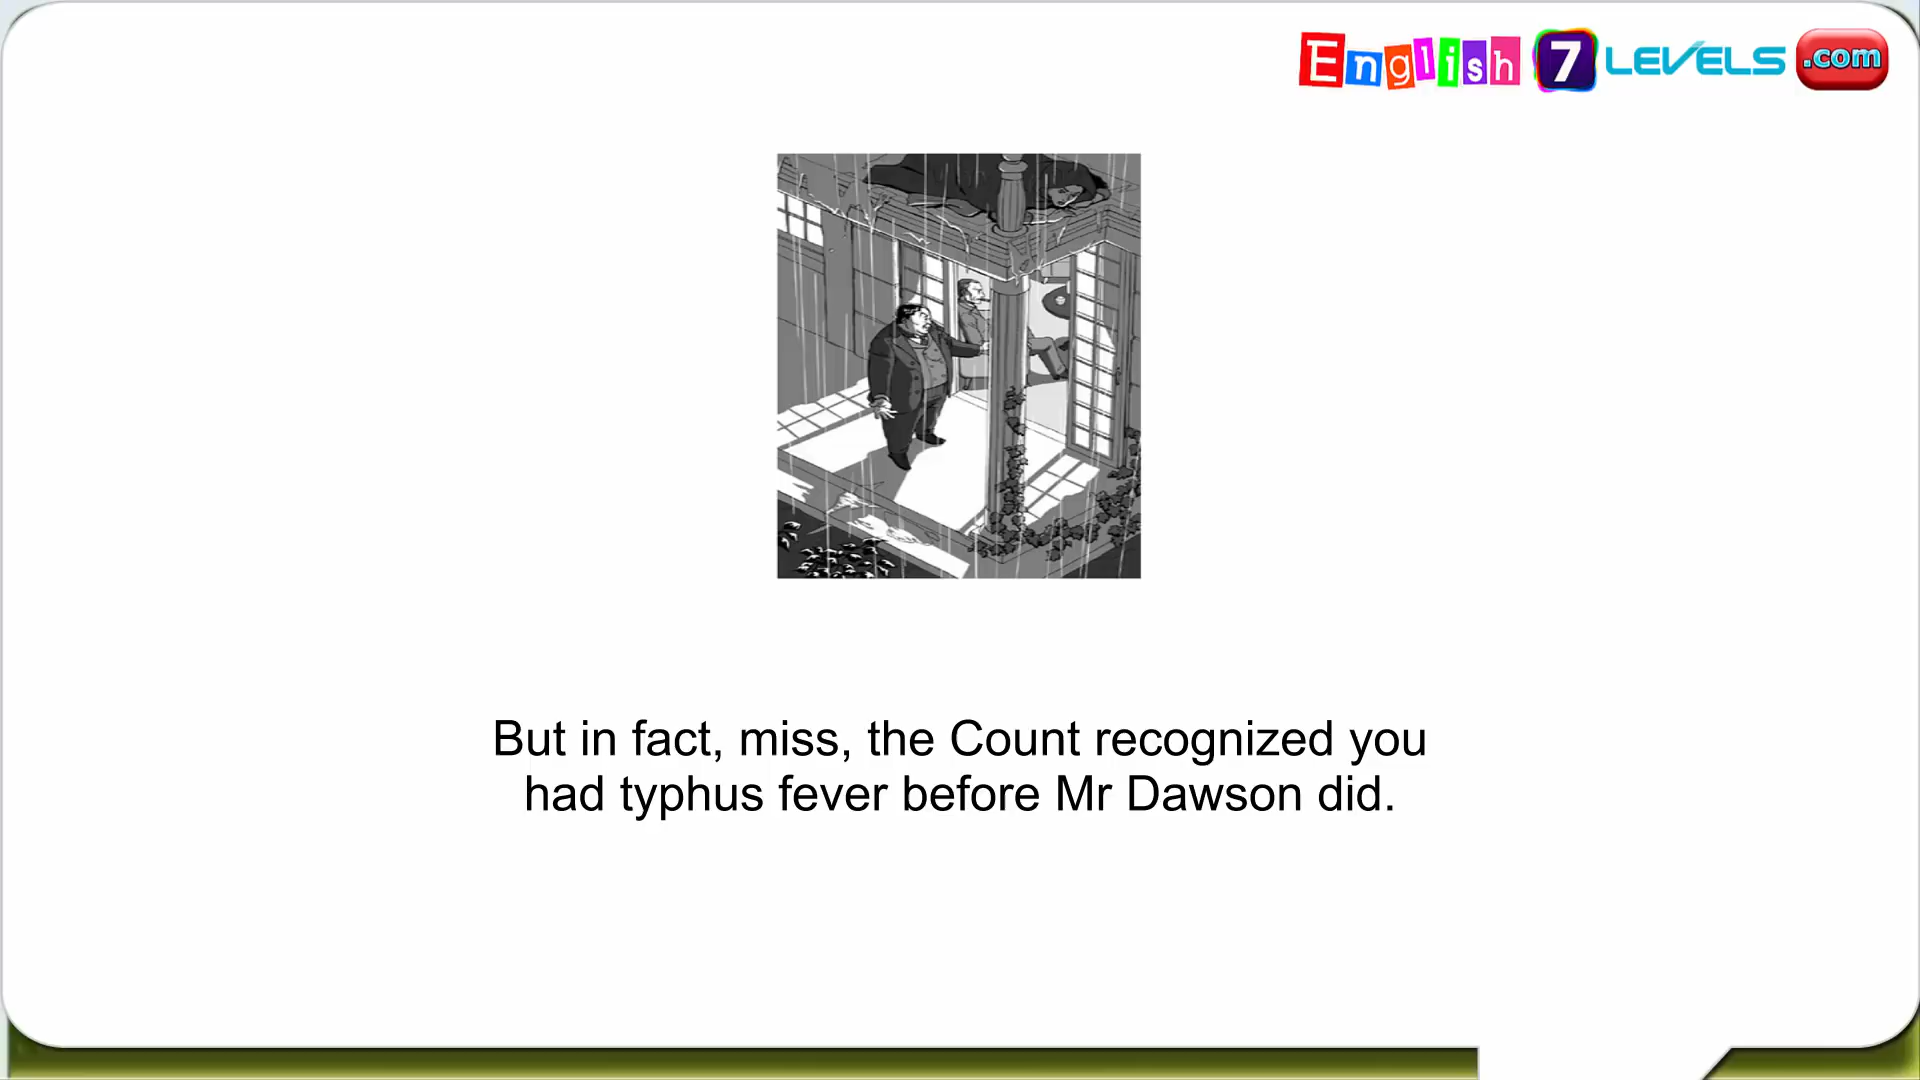 English 7 LEVELS .com
But in fact, miss, the Count recognized you
had typhus fever before Mr Dawson did.